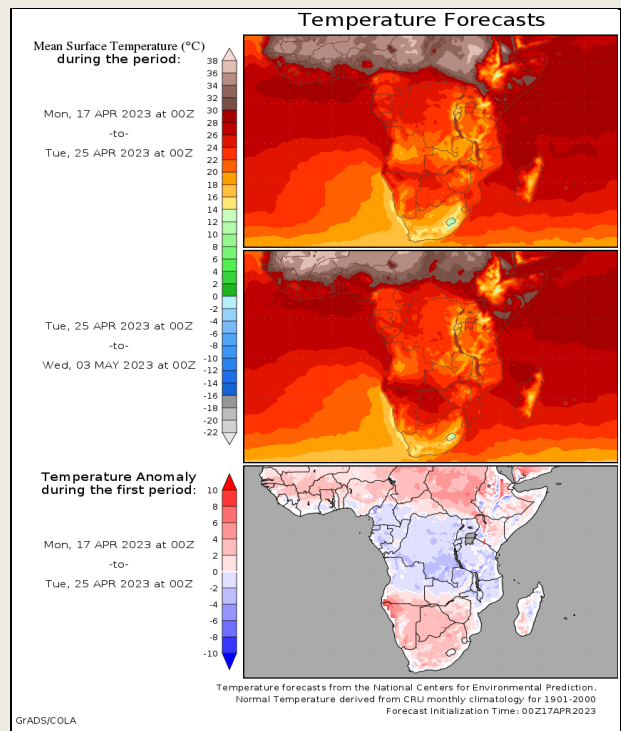 Temperature Forecasts
Mean Surface Temperature (°C)
during the period:
38
36
34
32
30
28
26
24
22
20
18
16
14
12
10
8
6
4
2
0
-2
-4
-6
-8
-10
-12
-14
-16
-18
-20
-22
Mon, 17 APR 2023 at 00Z
-to-
Tue, 25 APR 2023 at 00Z
Tue, 25 APR 2023 at 00Z
-to-
Wed, 03 MAY 2023 at 00Z
Temperature Anomaly
during the first period:
10
8
6
4
2
0
-2
-4
-6
-8
-10
Mon, 17 APR 2023 at 00Z
-to-
Tue, 25 APR 2023 at 00Z
Temperature forecasts from the National Centers for Environmental Prediction.
Normal Temperature derived from CRU monthly climatology for 1901-2000
Forecast Initialization Time: 00Z17APR2023
GrADS/COLA